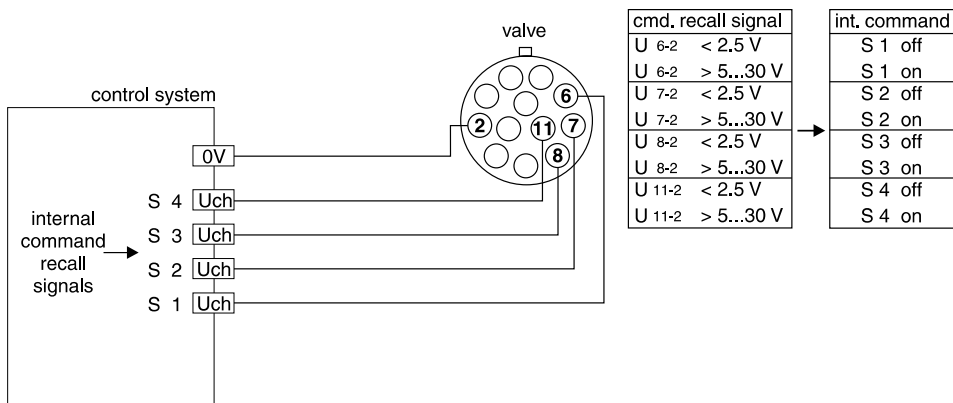 valve
control system
2
6
7
11
8
0V
S 4 Uch
S 3 Uch
S 2 Uch
S 1 Uch
internal
command
recall
signals
cmd. recall signal
U 6-2 < 2.5 V
U 6-2 > 5...30 V
U 7-2 < 2.5 V
U 7-2 > 5...30 V
U 8-2 < 2.5 V
U 8-2 > 5...30 V
U 11-2 < 2.5 V
U 11-2 > 5...30 V
int. command
S 1 off
S 1 on
S 2 off
S 2 on
S 3 off
S 3 on
S 4 off
S 4 on